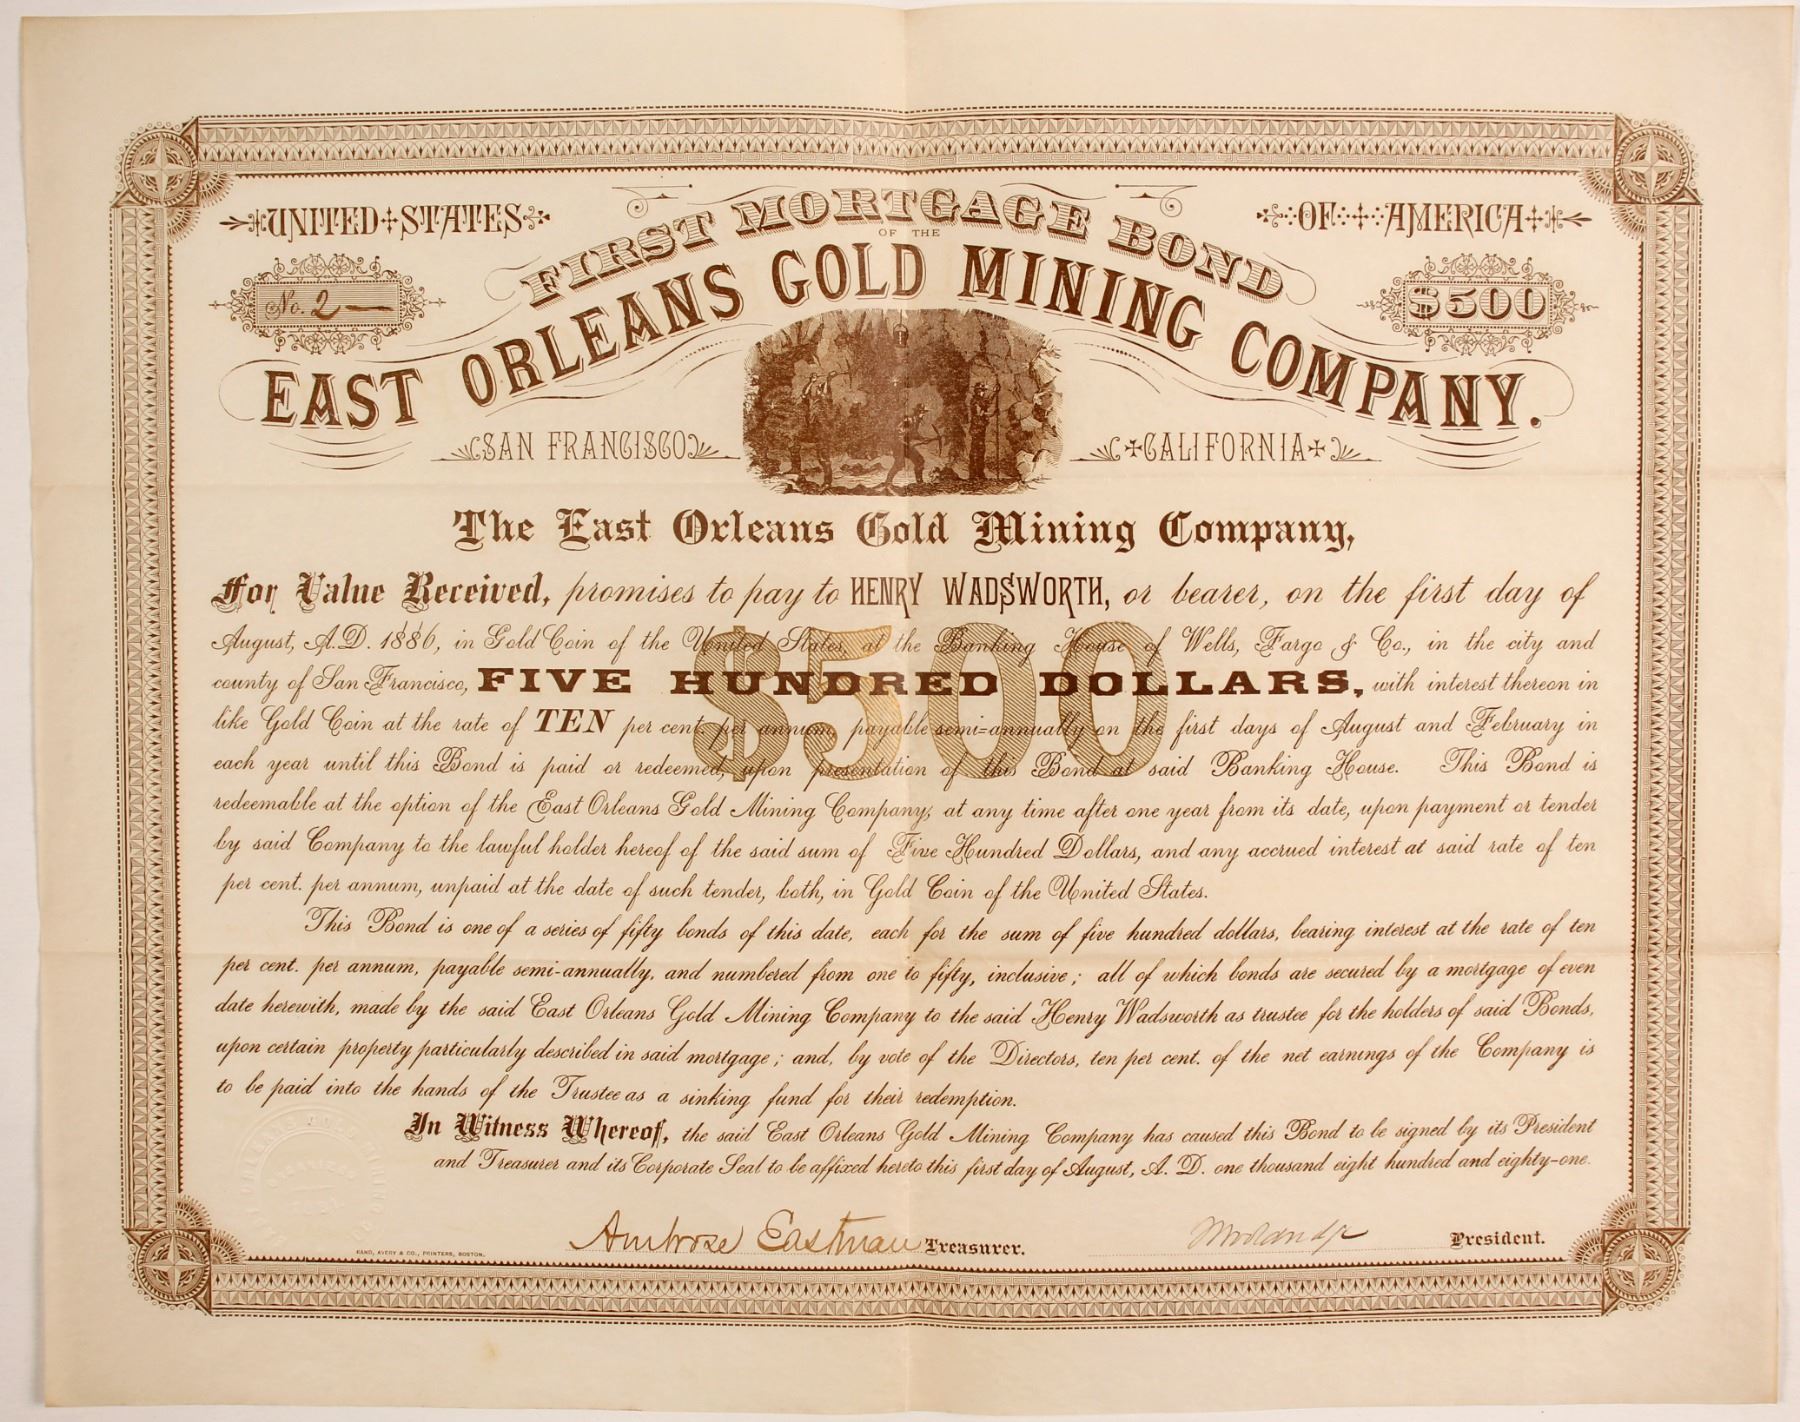 UNITED STATES
OF AMERICA
FIRST MORTGAGE BOND
OF THE
EAST ORLEANS GOLD MINING COMPANY.
No. 2 —
$500
SAN FRANCISCO
CALIFORNIA
The East Orleans Gold Mining Company,
For Value Received, promises to pay to HENRY WADSWORTH, or bearer, on the first day of
August, A.D. 1886, in Gold Coin of the United States, at the Banking House of Wells, Fargo & Co., in the city and
county of San Francisco, FIVE HUNDRED DOLLARS, with interest thereon in
like Gold Coin at the rate of TEN per cent. per annum, payable semi-annually on the first days of August and February in
each year until this Bond is paid or redeemed, upon presentation of this Bond at said Banking House. This Bond is
redeemable at the option of the East Orleans Gold Mining Company, at any time after one year from its date, upon payment or tender
by said Company to the lawful holder hereof of the said sum of Five Hundred Dollars, and any accrued interest at said rate of ten
per cent. per annum, unpaid at the date of such tender, both, in Gold Coin of the United States.
$500
This Bond is one of a series of fifty bonds of this date, each for the sum of five hundred dollars, bearing interest at the rate of ten
per cent. per annum, payable semi-annually, and numbered from one to fifty, inclusive; all of which bonds are secured by a mortgage of even
date herewith, made by the said East Orleans Gold Mining Company to the said Henry Wadsworth as trustee for the holders of said Bonds,
upon certain property particularly described in said mortgage; and, by vote of the Directors, ten per cent. of the net earnings of the Company is
to be paid into the hands of the Trustee as a sinking fund for their redemption.
In Witness Whereof, the said East Orleans Gold Mining Company has caused this Bond to be signed by its President
and Treasurer and its Corporate Seal to be affixed hereto this first day of August, A. D. one thousand eight hundred and eighty-one.
Ambrose Eastman Treasurer.
President.
RAND, AVERY & CO., PRINTERS, BOSTON.